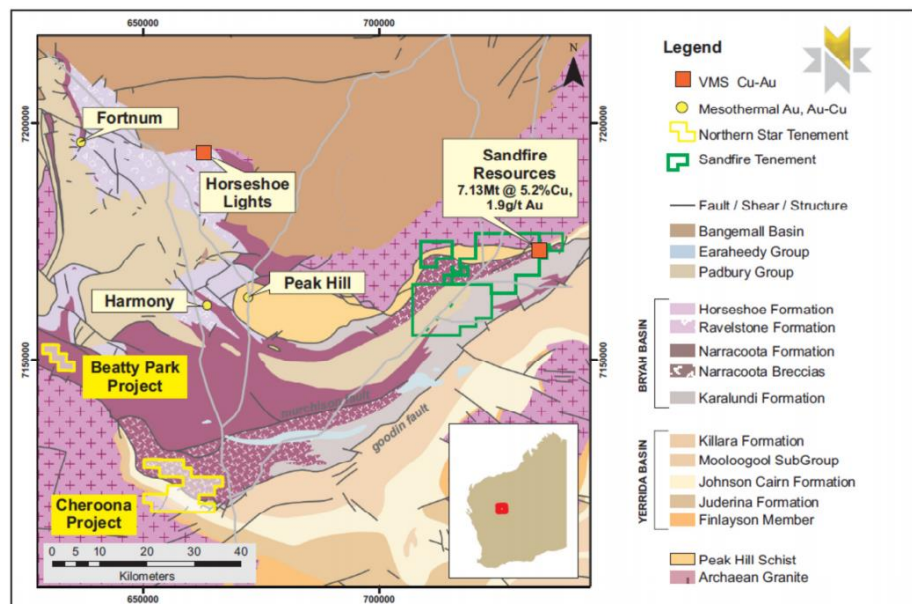 650000
700000
N
7200000
7200000
Fortnum
Horseshoe
Lights
Sandfire
Resources
7.13Mt @ 5.2%Cu,
1.9g/t Au
Harmony
Peak Hill
7150000
7150000
Beatty Park
Project
murchison fault
goodin fault
Cheroona
Project
0 5 10 20 30 40
Kilometers
650000
700000
Legend
VMS Cu-Au
Mesothermal Au, Au-Cu
Northern Star Tenement
Sandfire Tenement
Fault / Shear / Structure
Bangemall Basin
Earaheedy Group
Padbury Group
BRYAH BASIN
Horseshoe Formation
Ravelstone Formation
Narracoota Formation
Narracoota Breccias
Karalundi Formation
YERRIDA BASIN
Killara Formation
Mooloogool SubGroup
Johnson Cairn Formation
Juderina Formation
Finlayson Member
Peak Hill Schist
Archaean Granite